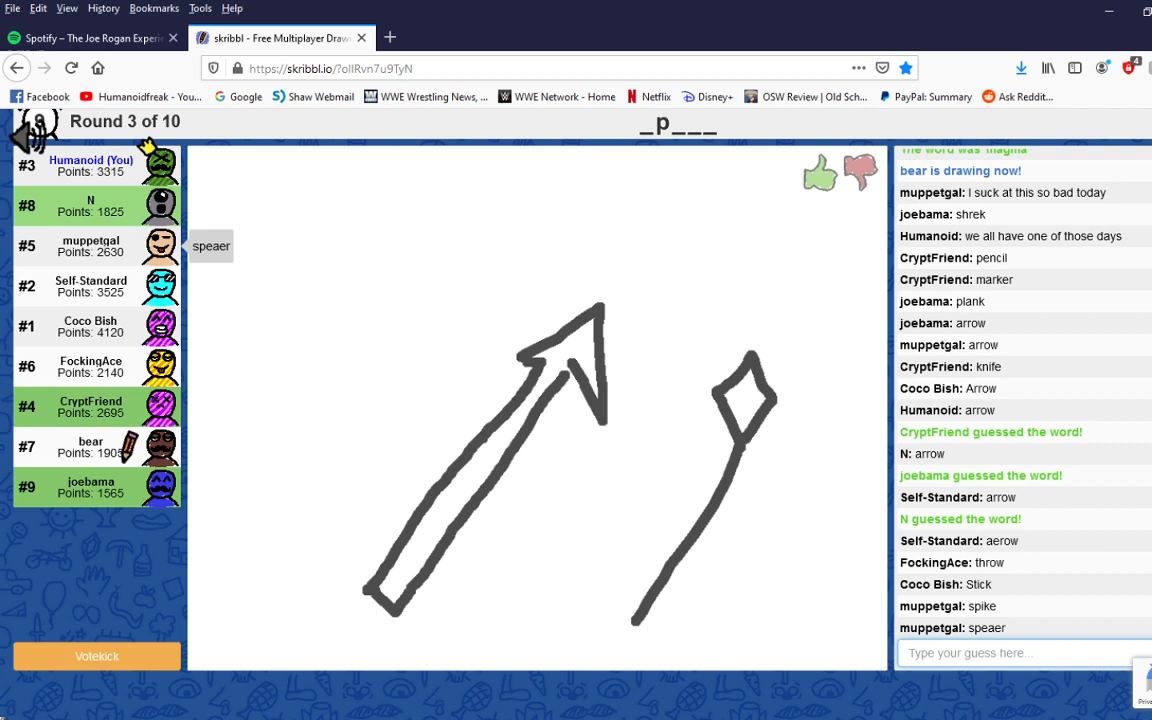 File Edit View History Bookmarks Tools Help
Spotify – The Joe Rogan Experi
skribbl - Free Multiplayer Drawi
https://skribbl.io/?olIRvn7u9TyN
4
Facebook Humanoidfreak - You... Google Shaw Webmail WWE Wrestling News, ... WWE Network - Home Netflix Disney+ OSW Review | Old Sch... PayPal: Summary Ask Reddit...
Round 3 of 10
_p___
#3 Humanoid (You)
Points: 3315
#8 N
Points: 1825
#5 muppetgal
Points: 2630
speaer
#2 Self-Standard
Points: 3525
#1 Coco Bish
Points: 4120
#6 FockingAce
Points: 2140
#4 CryptFriend
Points: 2695
#7 bear
Points: 1905
#9 joebama
Points: 1565
Votekick
The word was magma
bear is drawing now!
muppetgal: I suck at this so bad today
joebama: shrek
Humanoid: we all have one of those days
CryptFriend: pencil
CryptFriend: marker
joebama: plank
joebama: arrow
muppetgal: arrow
CryptFriend: knife
Coco Bish: Arrow
Humanoid: arrow
CryptFriend guessed the word!
N: arrow
joebama guessed the word!
Self-Standard: arrow
N guessed the word!
Self-Standard: aerow
FockingAce: throw
Coco Bish: Stick
muppetgal: spike
muppetgal: speaer
Type your guess here...